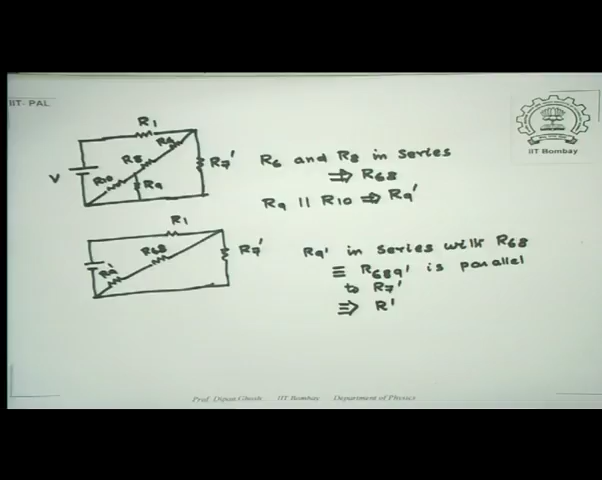 IIT- PAL
R1
R6
R8
R7'
R10
R9
V
R6 and R8 in series
⇒ R68
R9 || R10 ⇒ R9'
IIT Bombay
R1
R68
R7'
R9'
R9' in series with R68
≡ R689' is parallel
to R7'
⇒ R'
Prof. Dipan Ghosh IIT Bombay Department of Physics